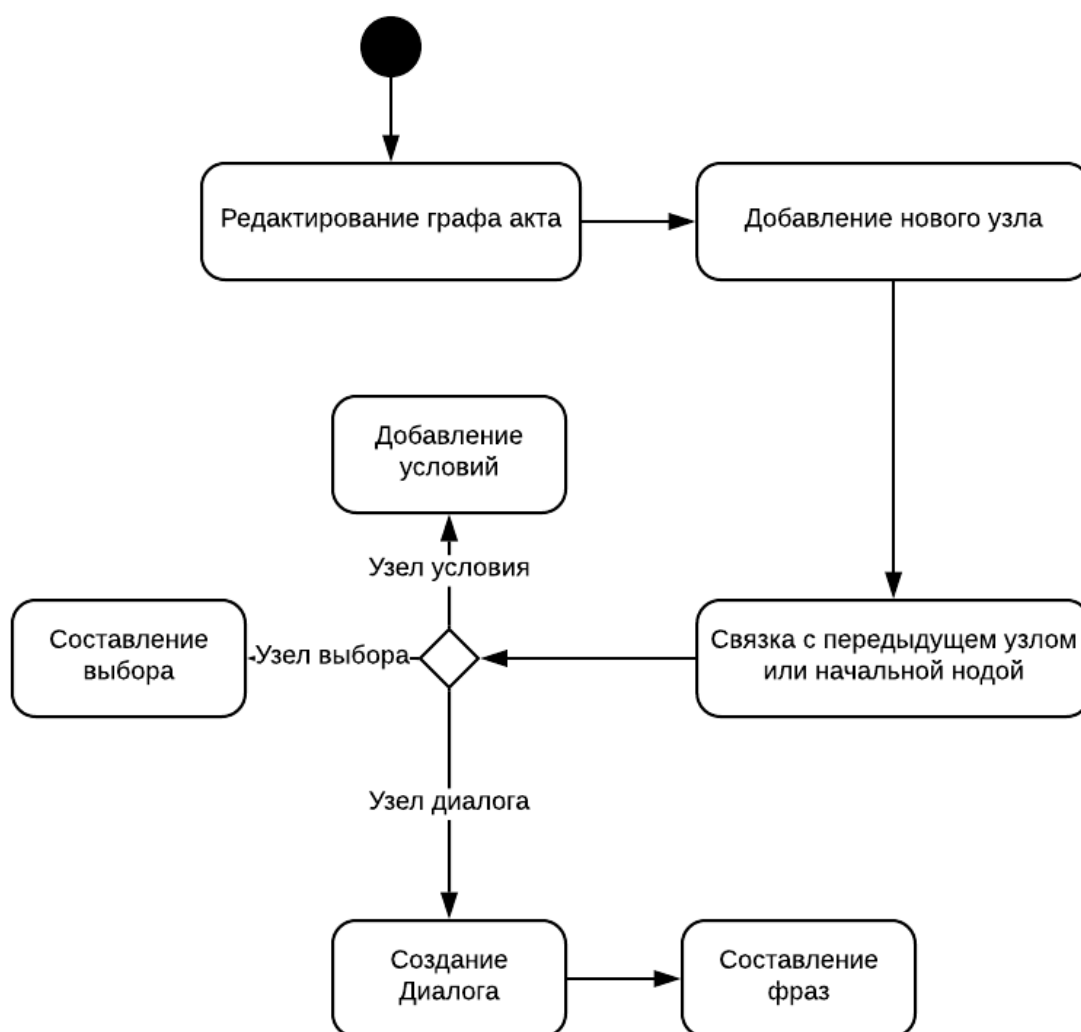 Редактирование графа акта
Добавление нового узла
Добавление
условий
Узел условия
Составление
выбора
Узел выбора
Связка с передыдущем узлом
или начальной нодой
Узел диалога
Создание
Диалога
Составление
фраз